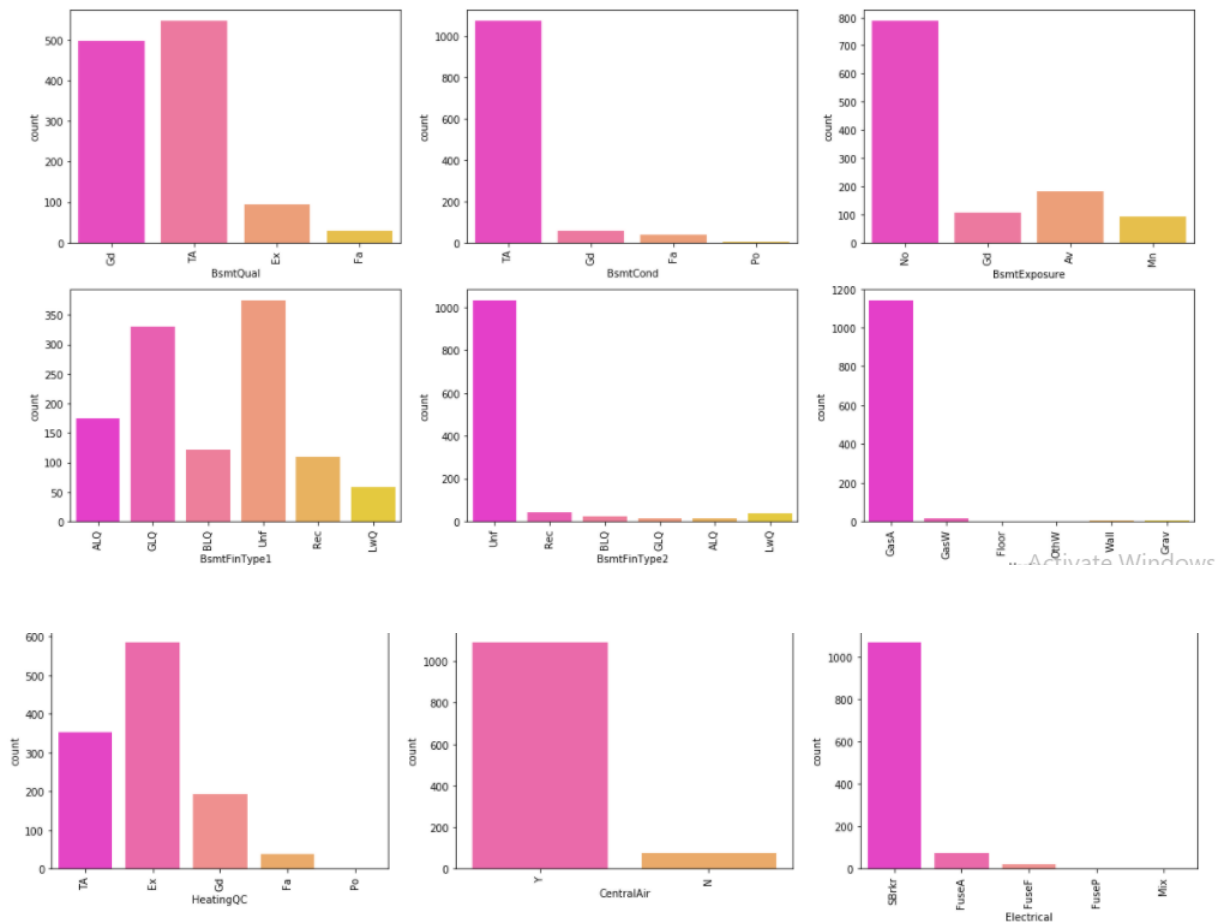 count
500
400
300
200
100
0
Gd
TA
Ex
Fa
BsmtQual
count
1000
800
600
400
200
0
TA
Gd
Fa
Po
BsmtCond
count
800
700
600
500
400
300
200
100
0
No
Gd
Av
Mn
BsmtExposure
count
350
300
250
200
150
100
50
0
ALQ
GLQ
BLQ
Unf
Rec
LwQ
BsmtFinType1
count
1000
800
600
400
200
0
Unf
Rec
BLQ
GLQ
ALQ
LwQ
BsmtFinType2
count
1200
1000
800
600
400
200
0
GasA
GasW
Floor
OthW
Wall
Grav
Activate Windows
count
600
500
400
300
200
100
0
TA
Ex
Gd
Fa
Po
HeatingQC
count
1000
800
600
400
200
0
Y
N
CentralAir
count
1000
800
600
400
200
0
SBrkr
FuseA
FuseF
FuseP
Mix
Electrical